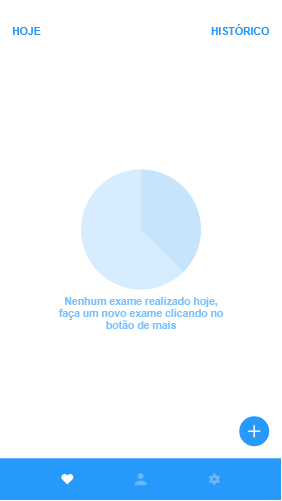 HOJE
HISTÓRICO
Nenhum exame realizado hoje,
faça um novo exame clicando no
botão de mais